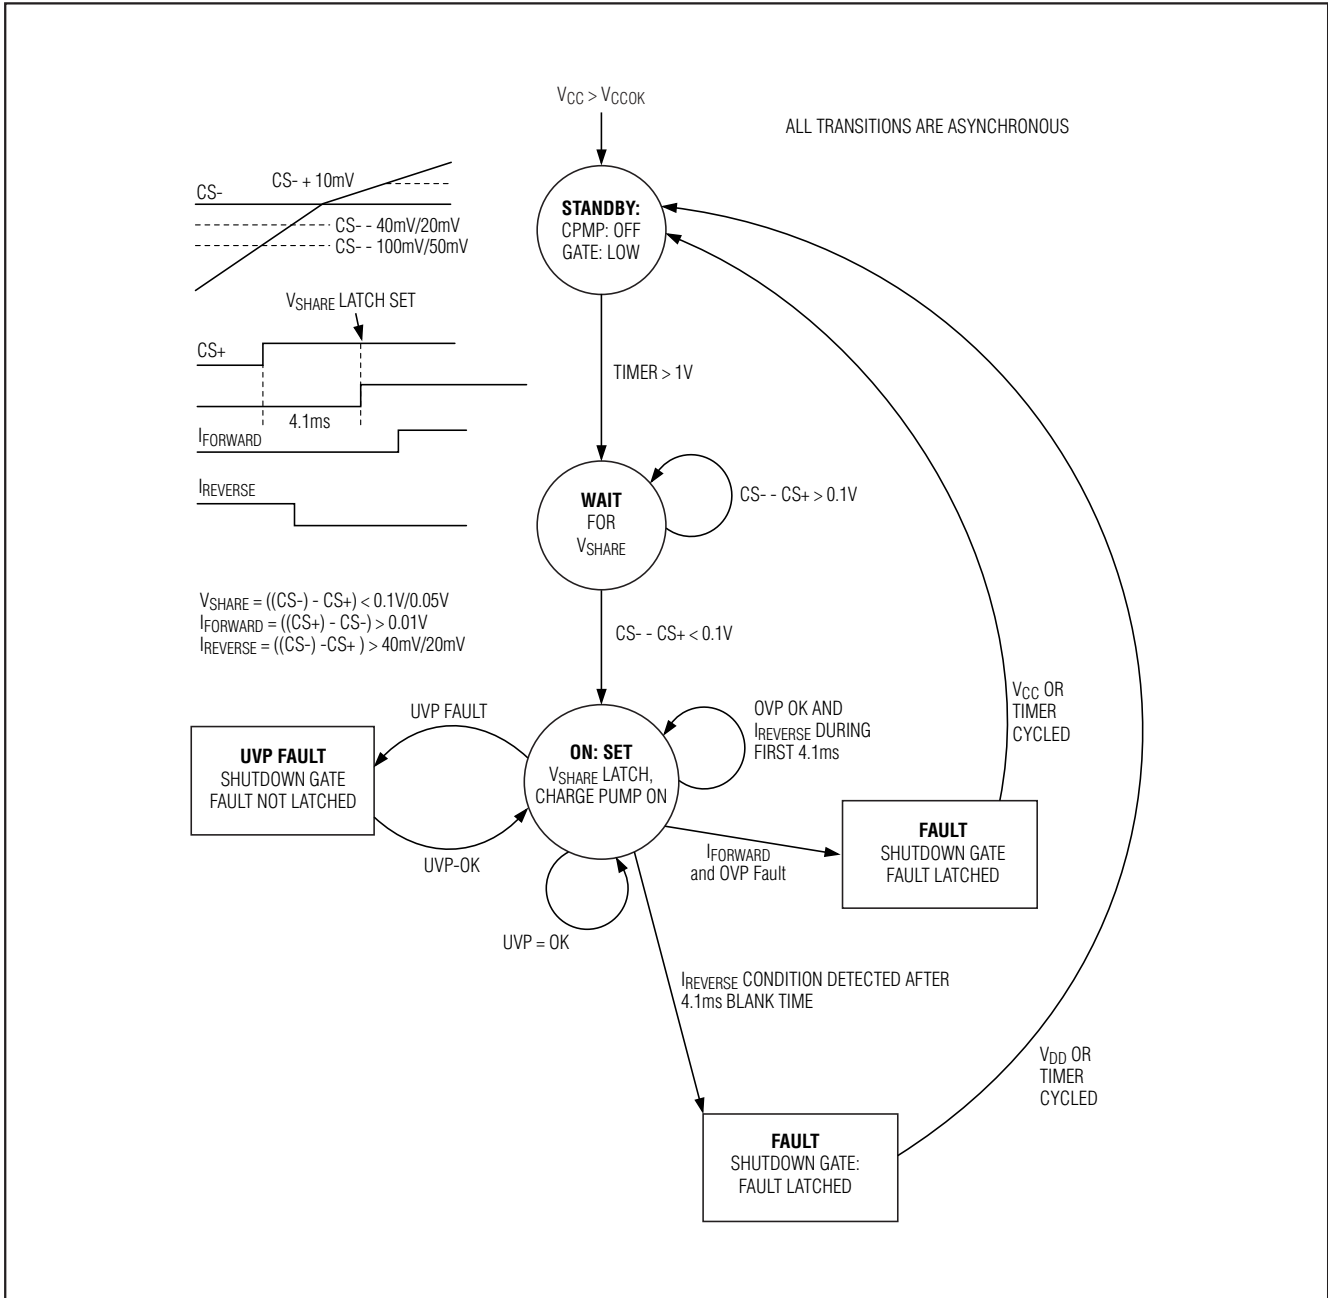 VCC > VCCOK
ALL TRANSITIONS ARE ASYNCHRONOUS
CS- + 10mV
CS-
CS- - 40mV/20mV
CS- - 100mV/50mV
STANDBY:
CPMP: OFF
GATE: LOW
VSHARE LATCH SET
CS+
4.1ms
IFORWARD
IREVERSE
TIMER > 1V
WAIT
FOR
VSHARE
CS- - CS+ > 0.1V
VSHARE = ((CS-) - CS+) < 0.1V/0.05V
IFORWARD = ((CS+) - CS-) > 0.01V
IREVERSE = ((CS-) -CS+ ) > 40mV/20mV
CS- - CS+ < 0.1V
UVP FAULT
UVP FAULT
SHUTDOWN GATE
FAULT NOT LATCHED
UVP-OK
ON: SET
VSHARE LATCH,
CHARGE PUMP ON
OVP OK AND
IREVERSE DURING
FIRST 4.1ms
VCC OR
TIMER
CYCLED
IFORWARD
and OVP Fault
FAULT
SHUTDOWN GATE
FAULT LATCHED
UVP = OK
IREVERSE CONDITION DETECTED AFTER
4.1ms BLANK TIME
VDD OR
TIMER
CYCLED
FAULT
SHUTDOWN GATE:
FAULT LATCHED